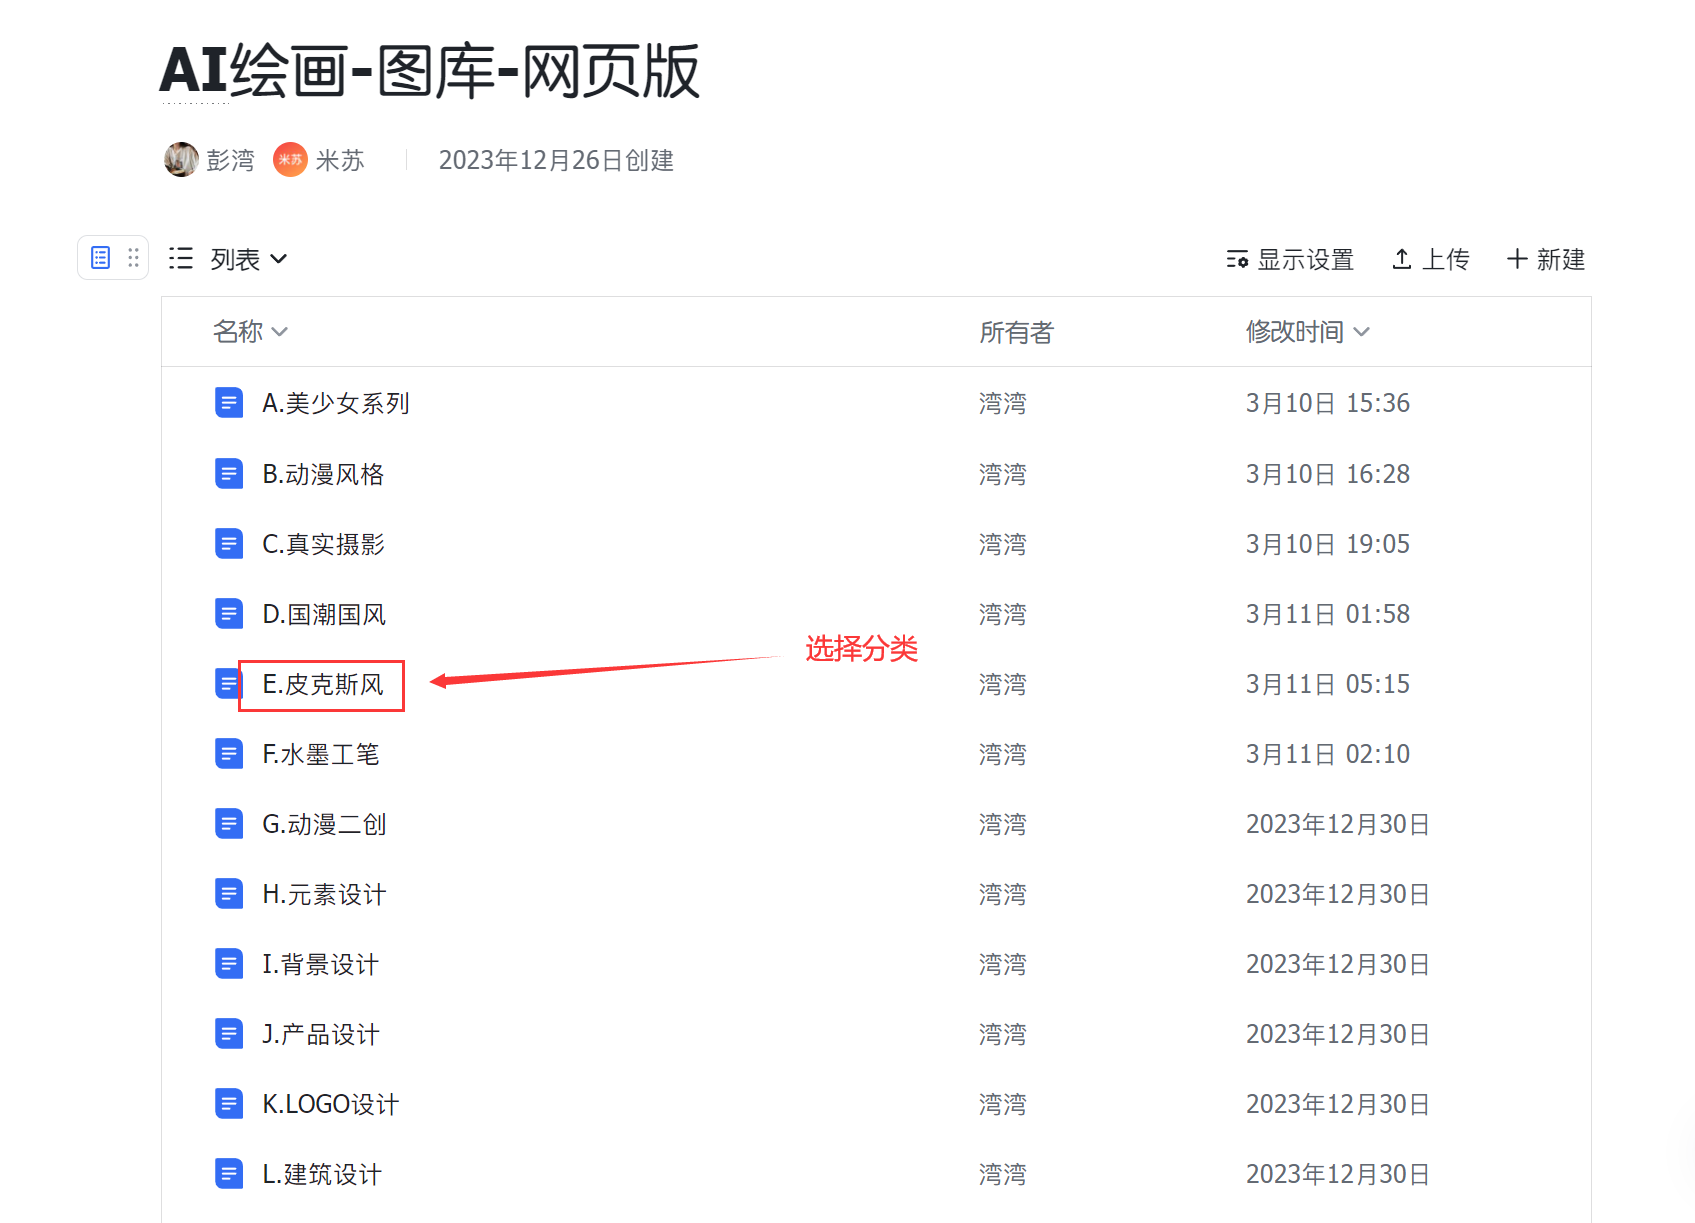 AI绘画-图库-网页版
彭湾 米苏 米苏 2023年12月26日创建
列表 显示设置 上传 新建
名称 所有者 修改时间
A.美少女系列 湾湾 3月10日 15:36
B.动漫风格 湾湾 3月10日 16:28
C.真实摄影 湾湾 3月10日 19:05
D.国潮国风 湾湾 3月11日 01:58
选择分类
E.皮克斯风 湾湾 3月11日 05:15
F.水墨工笔 湾湾 3月11日 02:10
G.动漫二创 湾湾 2023年12月30日
H.元素设计 湾湾 2023年12月30日
I.背景设计 湾湾 2023年12月30日
J.产品设计 湾湾 2023年12月30日
K.LOGO设计 湾湾 2023年12月30日
L.建筑设计 湾湾 2023年12月30日